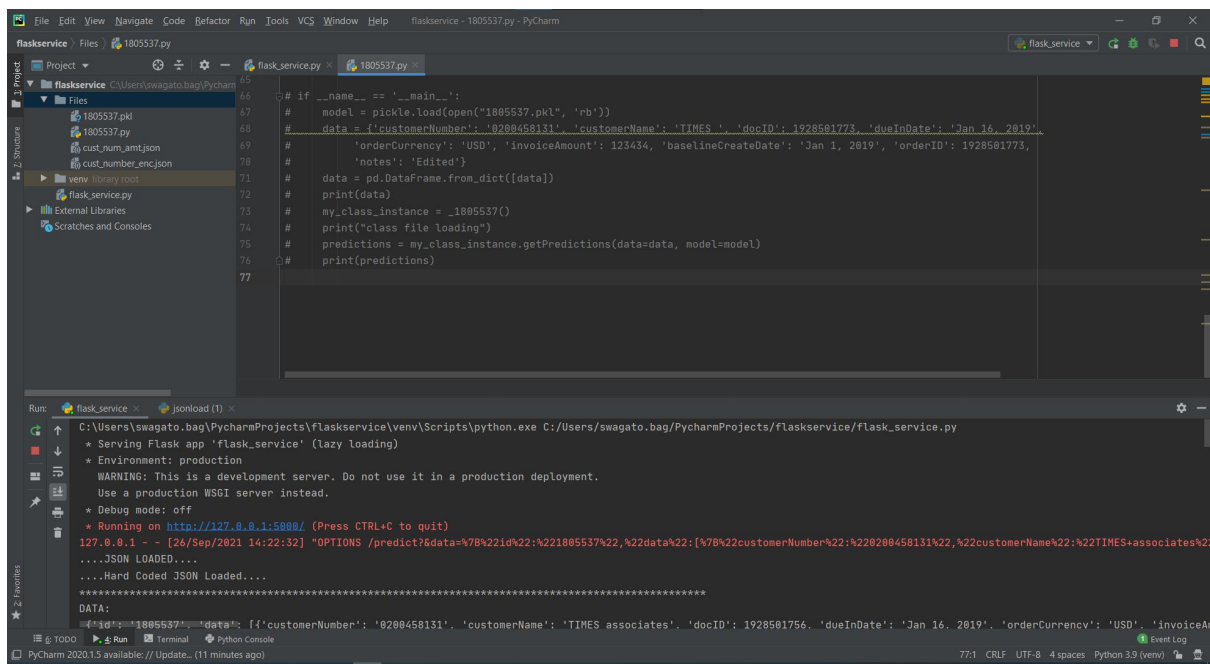 File Edit View Navigate Code Refactor Run Tools VCS Window Help flaskservice - 1805537.py - PyCharm
flaskservice Files 1805537.py flask_service
1: Project
Project flask_service.py 1805537.py
flaskservice C:\Users\swagato.bag\Pycharm
Files
1805537.pkl
1805537.py
cust_num_amt.json
cust_number_enc.json
venv library root
flask_service.py
External Libraries
Scratches and Consoles
Z: Structure
65
66 # if __name__ == '__main__':
67 #     model = pickle.load(open("1805537.pkl", 'rb'))
68 #     data = {'customerNumber': '0200458131', 'customerName': 'TIMES ', 'docID': 1928501773, 'dueInDate': 'Jan 16, 2019',
69 #          'orderCurrency': 'USD', 'invoiceAmount': 123434, 'baselineCreateDate': 'Jan 1, 2019', 'orderID': 1928501773,
70 #          'notes': 'Edited'}
71 #     data = pd.DataFrame.from_dict([data])
72 #     print(data)
73 #     my_class_instance = _1805537()
74 #     print("class file loading")
75 #     predictions = my_class_instance.getPredictions(data=data, model=model)
76 #     print(predictions)
77
Run: flask_service jsonload (1)
C:\Users\swagato.bag\PycharmProjects\flaskservice\venv\Scripts\python.exe C:/Users/swagato.bag/PycharmProjects/flaskservice/flask_service.py
* Serving Flask app 'flask_service' (lazy loading)
* Environment: production
WARNING: This is a development server. Do not use it in a production deployment.
Use a production WSGI server instead.
* Debug mode: off
* Running on http://127.0.0.1:5000/ (Press CTRL+C to quit)
127.0.0.1 - - [26/Sep/2021 14:22:32] "OPTIONS /predict?&data=%7B%22id%22:%221805537%22,%22data%22:[%7B%22customerNumber%22:%220200458131%22,%22customerName%22:%22TIMES+associates%22
....JSON LOADED....
....Hard Coded JSON Loaded....
DATA:
{'id': '1805537', 'data': [{'customerNumber': '0200458131', 'customerName': 'TIMES associates', 'docID': 1928501756, 'dueInDate': 'Jan 16, 2019', 'orderCurrency': 'USD', 'invoiceA
2: Favorites
6: TODO 4: Run Terminal Python Console 1 Event Log
PyCharm 2020.1.5 available: // Update... (11 minutes ago) 77:1 CRLF UTF-8 4 spaces Python 3.9 (venv)